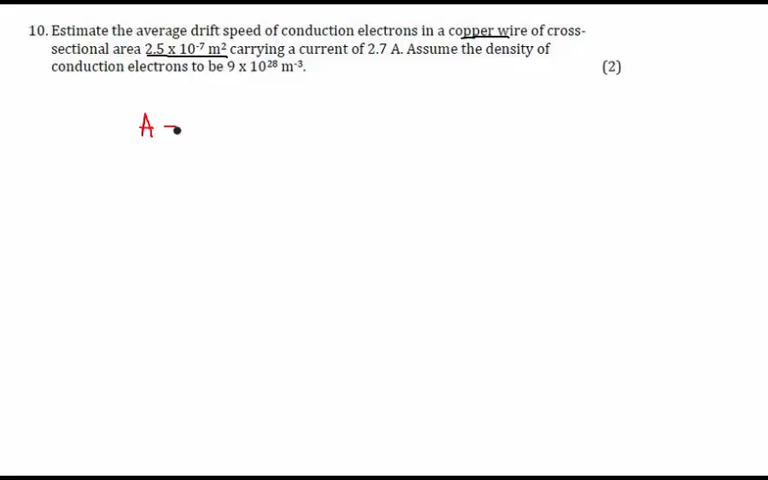 10. Estimate the average drift speed of conduction electrons in a copper wire of cross-
sectional area 2.5 x 10⁻⁷ m² carrying a current of 2.7 A. Assume the density of
conduction electrons to be 9 x 10²⁸ m⁻³. (2)
A -